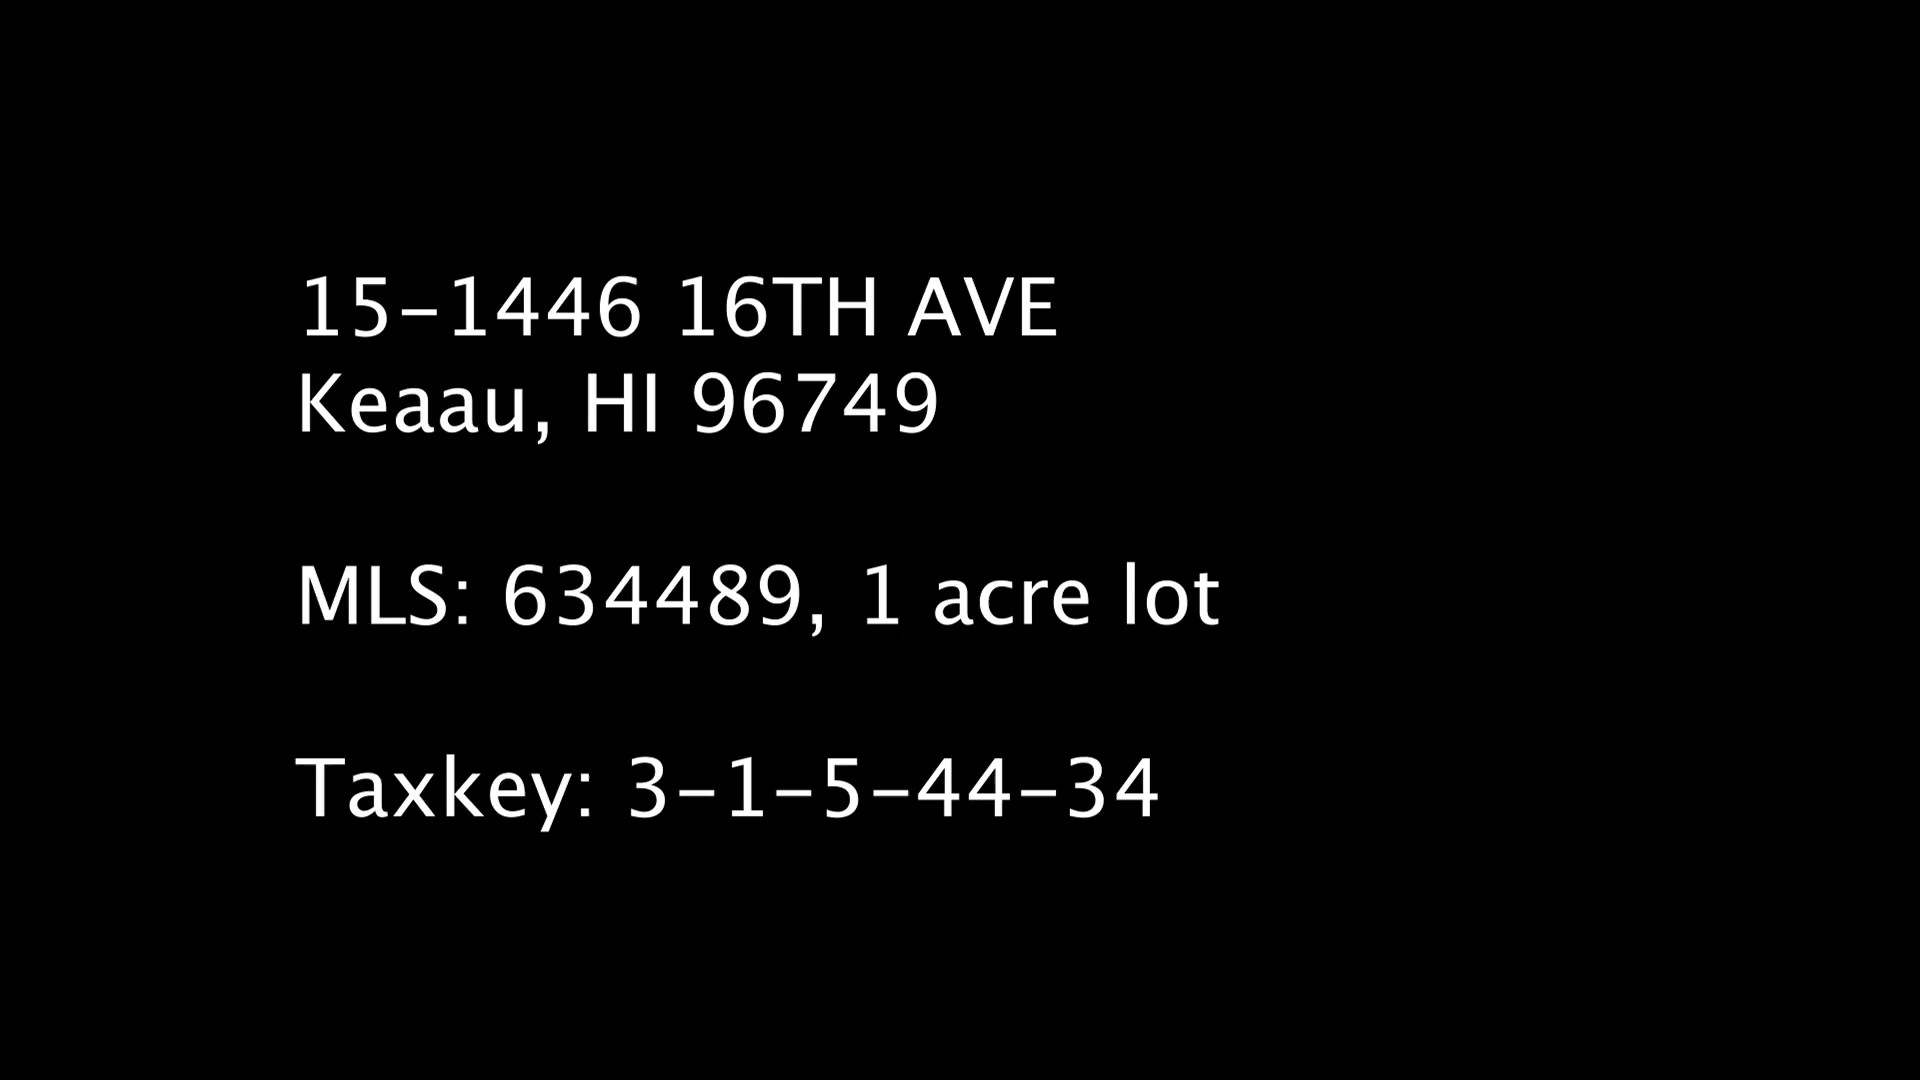 15-1446 16TH AVE
Keaau, HI 96749
MLS: 634489, 1 acre lot
Taxkey: 3-1-5-44-34